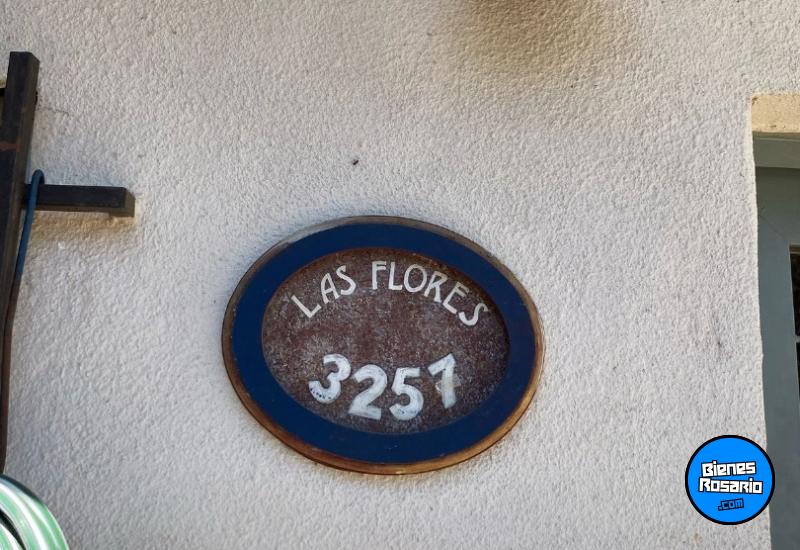 LAS FLORES
3257
Bienes
Rosario
.com